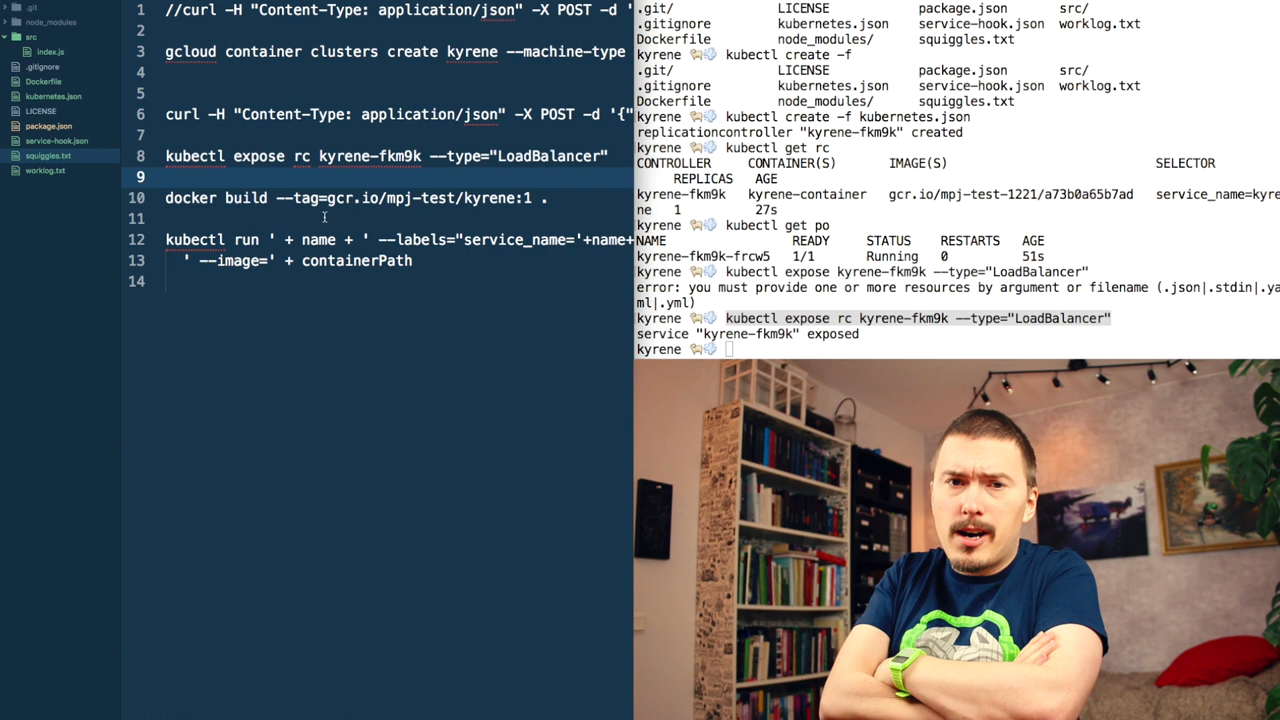 .git
node_modules
src
index.js
.gitignore
Dockerfile
kubernetes.json
LICENSE
package.json
service-hook.json
squiggles.txt
worklog.txt
1 //curl -H "Content-Type: application/json" -X POST -d '
2
3 gcloud container clusters create kyrene --machine-type
4
5
6 curl -H "Content-Type: application/json" -X POST -d '{"
7
8 kubectl expose rc kyrene-fkm9k --type="LoadBalancer"
9
10 docker build --tag=gcr.io/mpj-test/kyrene:1 .
11
12 kubectl run ' + name + ' --labels="service_name='+name+
13 ' --image=' + containerPath
14
.git/ LICENSE package.json src/
.gitignore kubernetes.json service-hook.json worklog.txt
Dockerfile node_modules/ squiggles.txt
kyrene kubectl create -f
.git/ LICENSE package.json src/
.gitignore kubernetes.json service-hook.json worklog.txt
Dockerfile node_modules/ squiggles.txt
kyrene kubectl create -f kubernetes.json
replicationcontroller "kyrene-fkm9k" created
kyrene kubectl get rc
CONTROLLER CONTAINER(S) IMAGE(S) SELECTOR
REPLICAS AGE
kyrene-fkm9k kyrene-container gcr.io/mpj-test-1221/a73b0a65b7ad service_name=kyre
ne 1 27s
kyrene kubectl get po
NAME READY STATUS RESTARTS AGE
kyrene-fkm9k-frcw5 1/1 Running 0 51s
kyrene kubectl expose kyrene-fkm9k --type="LoadBalancer"
error: you must provide one or more resources by argument or filename (.json|.stdin|.ya
ml|.yml)
kyrene kubectl expose rc kyrene-fkm9k --type="LoadBalancer"
service "kyrene-fkm9k" exposed
kyrene